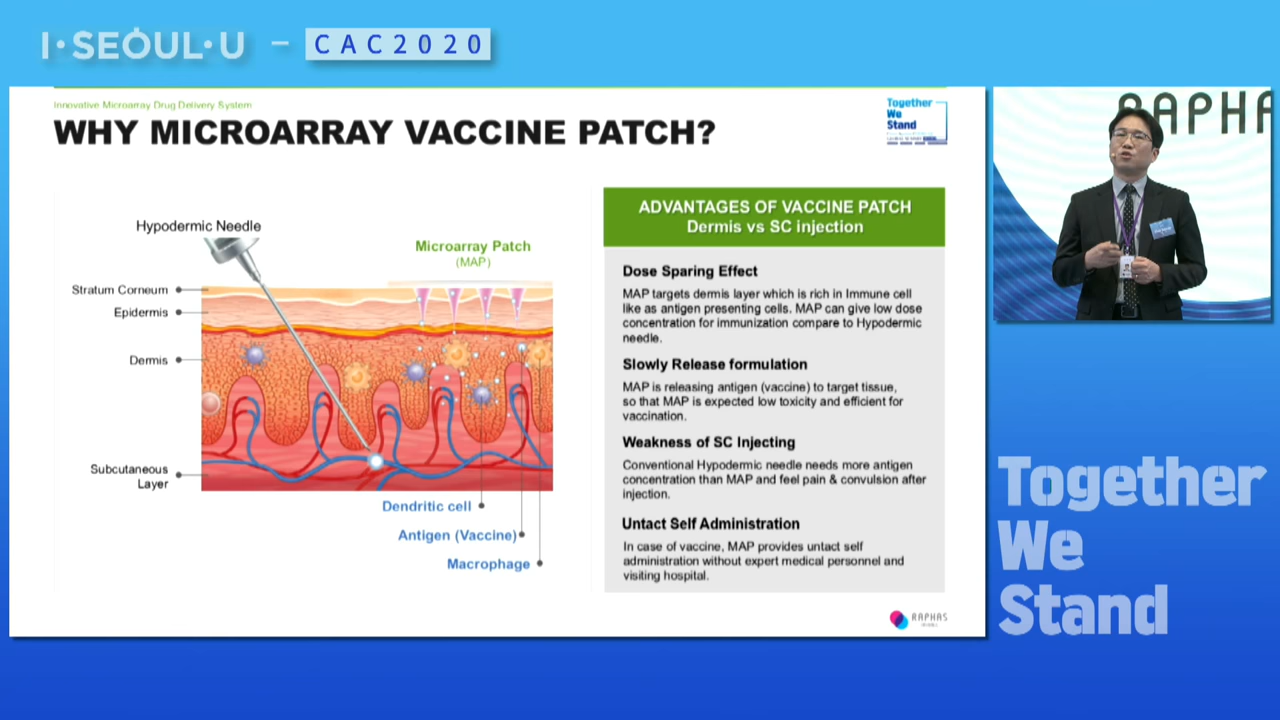 I·SEOUL·U – CAC2020
Innovative Microarray Drug Delivery System
WHY MICROARRAY VACCINE PATCH?
Together
We
Stand
Hypodermic Needle
Microarray Patch
(MAP)
Stratum Corneum
Epidermis
Dermis
Subcutaneous
Layer
Dendritic cell
Antigen (Vaccine)
Macrophage
ADVANTAGES OF VACCINE PATCH
Dermis vs SC injection
Dose Sparing Effect
MAP targets dermis layer which is rich in Immune cell
like as antigen presenting cells. MAP can give low dose
concentration for immunization compare to Hypodermic
needle.
Slowly Release formulation
MAP is releasing antigen (vaccine) to target tissue,
so that MAP is expected low toxicity and efficient for
vaccination.
Weakness of SC Injecting
Conventional Hypodermic needle needs more antigen
concentration than MAP and feel pain & convulsion after
injection.
Untact Self Administration
In case of vaccine, MAP provides untact self
administration without expert medical personnel and
visiting hospital.
RAPHAS
RAPHA
Together
We
Stand